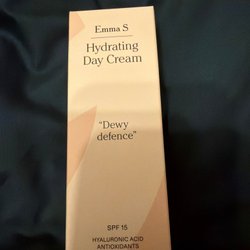 Emma S
Hydrating
Day Cream
"Dewy
defence"
SPF 15
HYALURONIC ACID
ANTIOXIDANTS